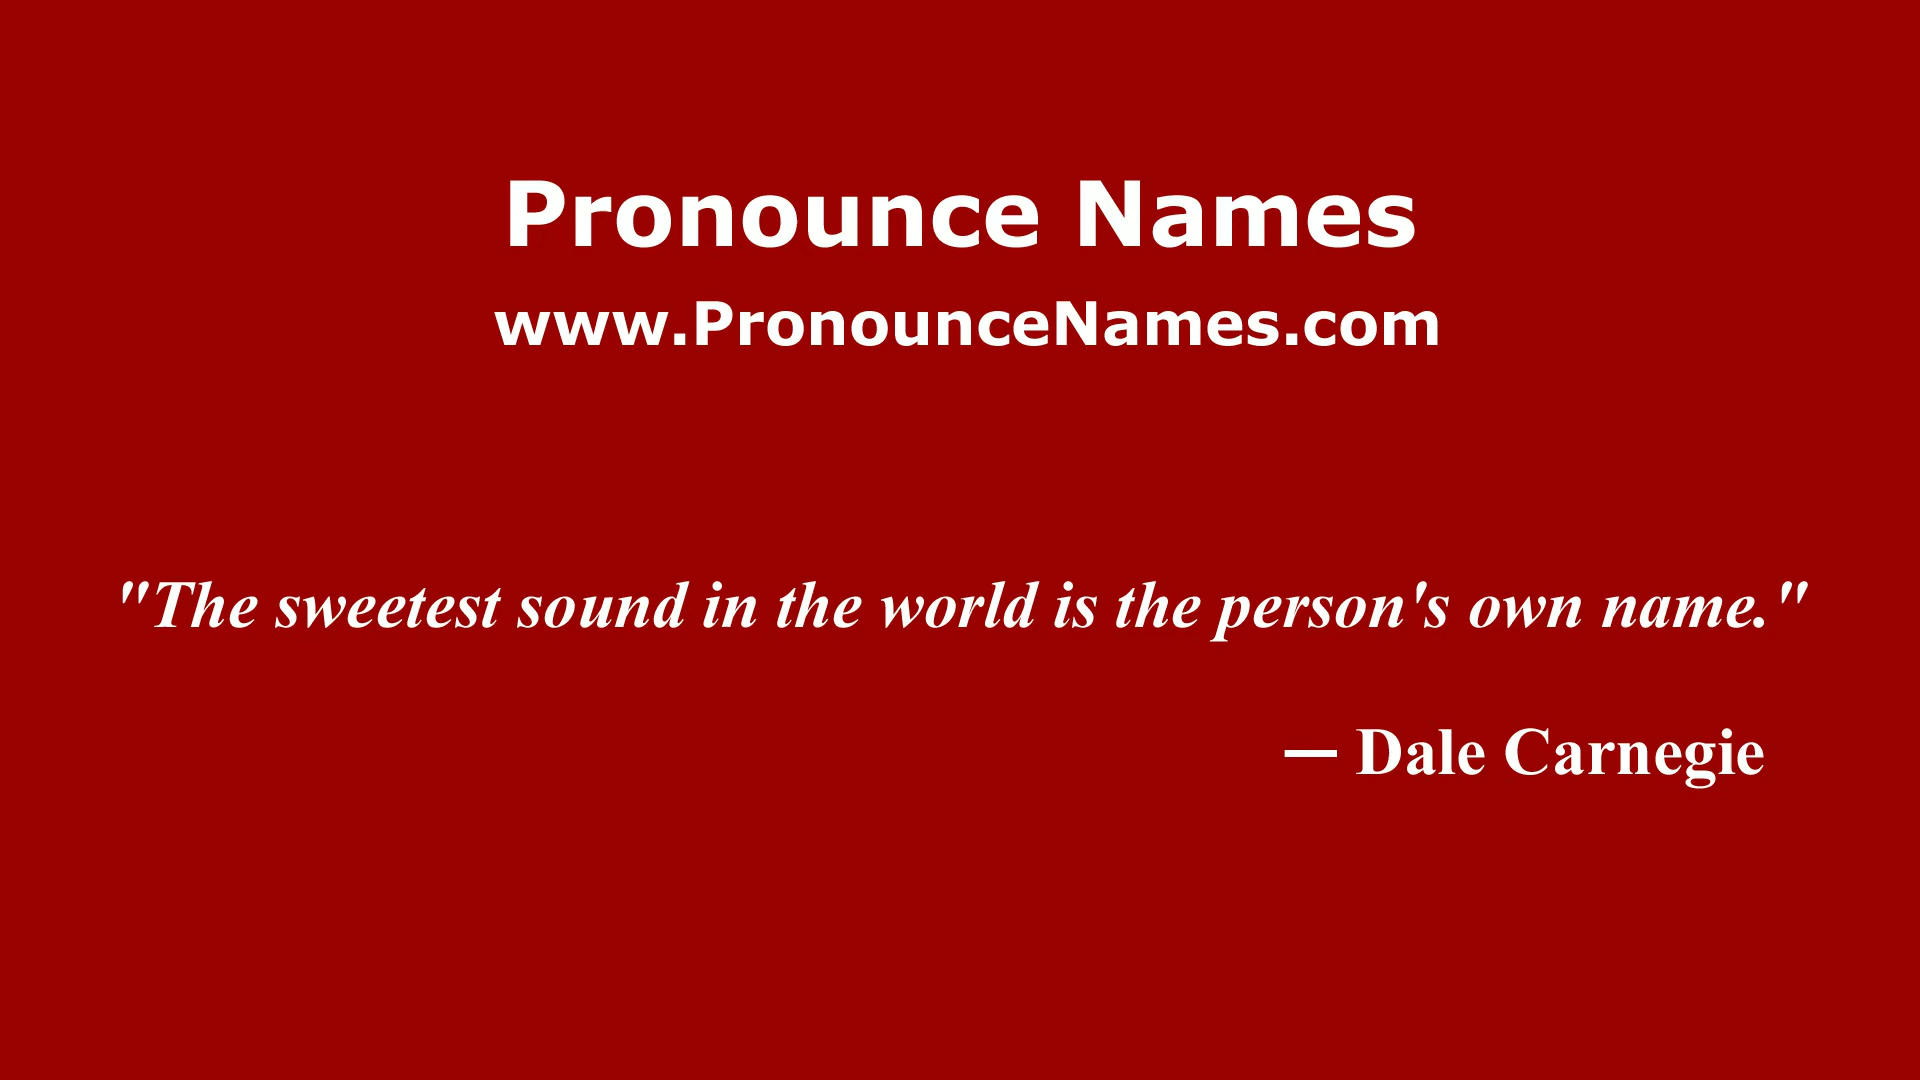 Pronounce Names
www.PronounceNames.com
"The sweetest sound in the world is the person's own name."
— Dale Carnegie